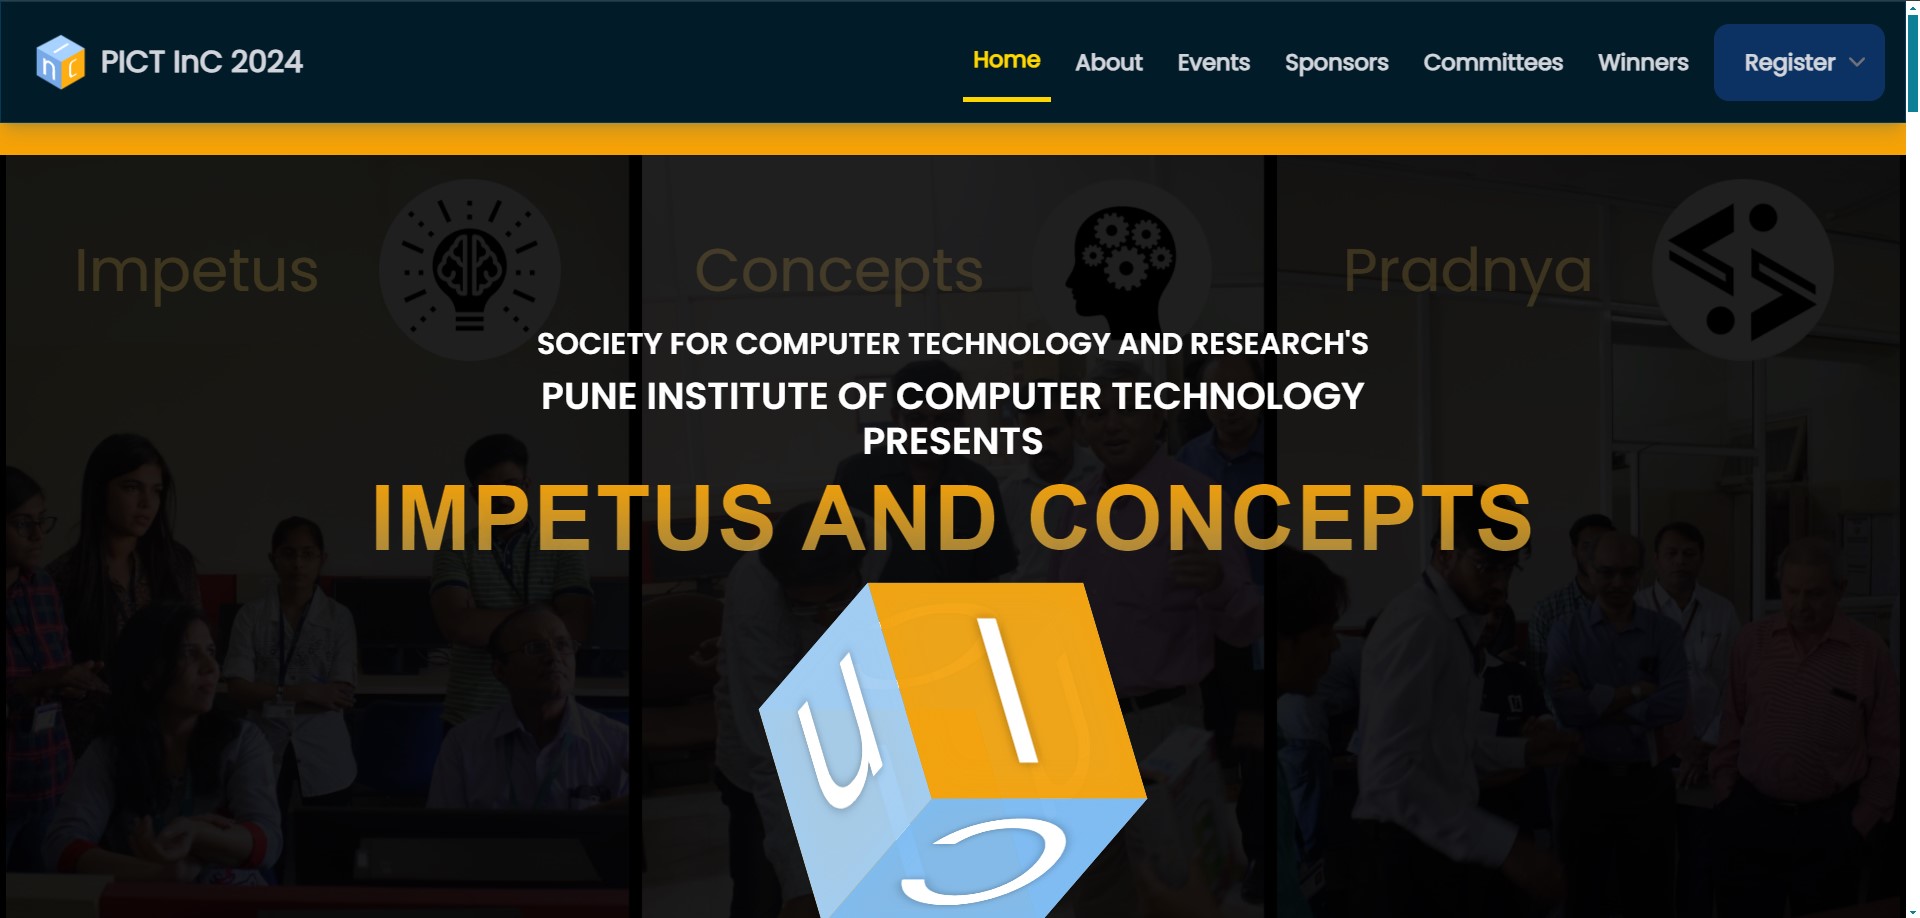 PICT InC 2024
Home
About
Events
Sponsors
Committees
Winners
Register
Impetus
Concepts
Pradnya
SOCIETY FOR COMPUTER TECHNOLOGY AND RESEARCH'S
PUNE INSTITUTE OF COMPUTER TECHNOLOGY
PRESENTS
IMPETUS AND CONCEPTS
I
n
C